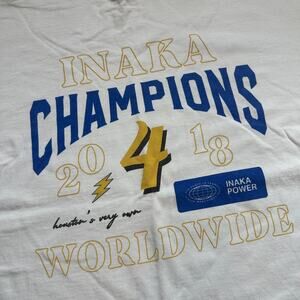 INAKA
CHAMPIONS
20 4 18
houston's very own
INAKA
POWER
WORLDWIDE